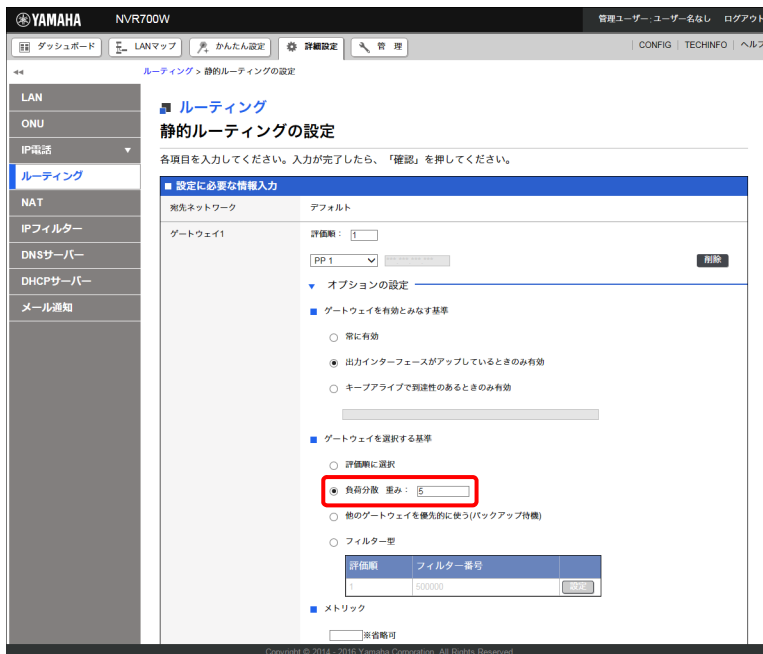 YAMAHA NVR700W 管理ユーザー:ユーザー名なし ログアウト
ダッシュボード LANマップ かんたん設定 詳細設定 管 理 CONFIG | TECHINFO | ヘルプ
ルーティング > 静的ルーティングの設定
LAN
ONU
IP電話
ルーティング
NAT
IPフィルター
DNSサーバー
DHCPサーバー
メール通知
ルーティング
静的ルーティングの設定
各項目を入力してください。入力が完了したら、「確認」を押してください。
設定に必要な情報入力
宛先ネットワーク デフォルト
ゲートウェイ1 評価順: 1
PP 1 削除
オプションの設定
ゲートウェイを有効とみなす基準
常に有効
出力インターフェースがアップしているときのみ有効
キープアライブで到達性のあるときのみ有効
ゲートウェイを選択する基準
評価順に選択
負荷分散 重み: 5
他のゲートウェイを優先的に使う(バックアップ待機)
フィルター型
評価順 フィルター番号
1 500000 設定
メトリック
※省略可
Copyright © 2014 - 2016 Yamaha Corporation. All Rights Reserved.